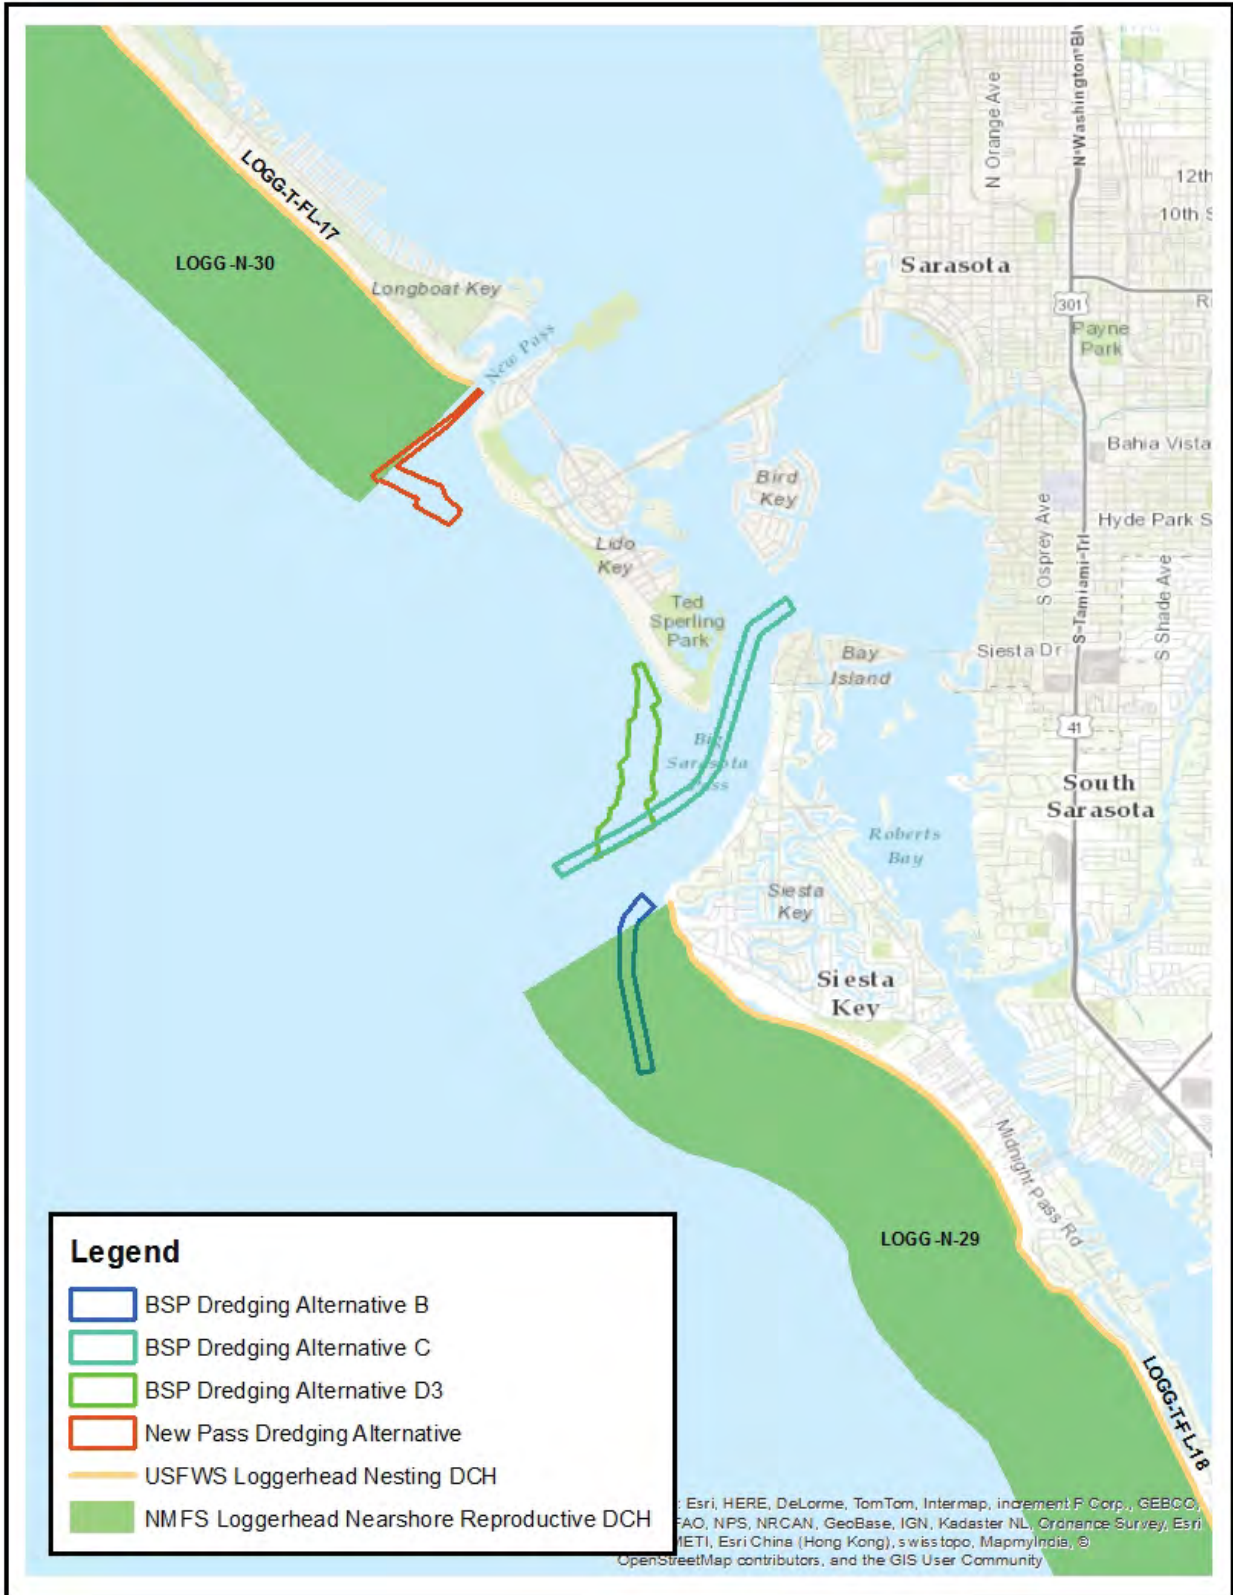 N Washington Blv
N Orange Ave
12th
10th S
LOGG-T-FL-17
LOGG-N-30
Sarasota
Longboat Key
301
Ri
Payne
Park
New Pass
Bahia Vista
Bird
Key
S Osprey Ave
Hyde Park S
Lido
Key
S-Tamiami-Trl
S Shade Ave
Ted
Sperling
Park
Bay
Island
Siesta Dr
41
Big
Sarasota
South
Sarasota
Roberts
Bay
Siesta
Key
Siesta
Key
Midnight Pass Rd
LOGG-N-29
LOGG-T-FL-18
Legend
BSP Dredging Alternative B
BSP Dredging Alternative C
BSP Dredging Alternative D3
New Pass Dredging Alternative
USFWS Loggerhead Nesting DCH
NMFS Loggerhead Nearshore Reproductive DCH
: Esri, HERE, DeLorme, TomTom, Intermap, increment P Corp., GEBCO,
FAO, NPS, NRCAN, GeoBase, IGN, Kadaster NL, Ordnance Survey, Esri
METI, Esri China (Hong Kong), swisstopo, MapmyIndia, ©
OpenStreetMap contributors, and the GIS User Community